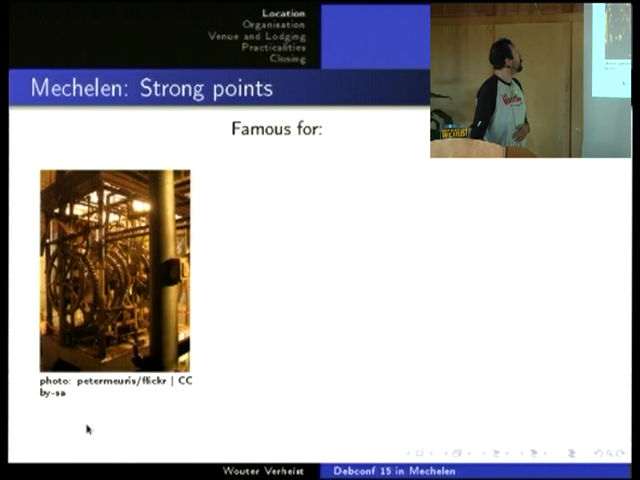 Location
Organisation
Venue and Lodging
Practicalities
Closing
Mechelen: Strong points
Famous for:
photo: petermeuris/flickr | CC
by-sa
Wouter Verhelst
Debconf 15 in Mechelen